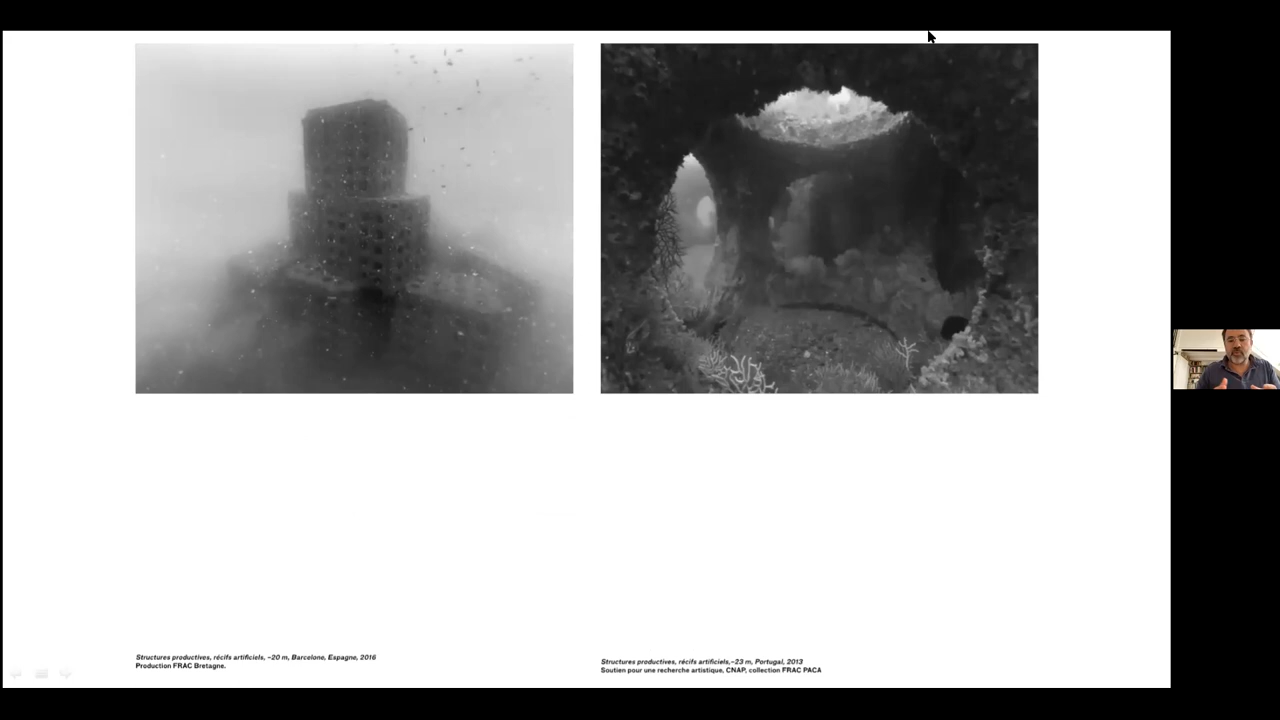 Structures productives, récifs artificiels, –20 m, Barcelone, Espagne, 2016
Production FRAC Bretagne.
Structures productives, récifs artificiels,–23 m, Portugal, 2013
Soutien pour une recherche artistique, CNAP, collection FRAC PACA